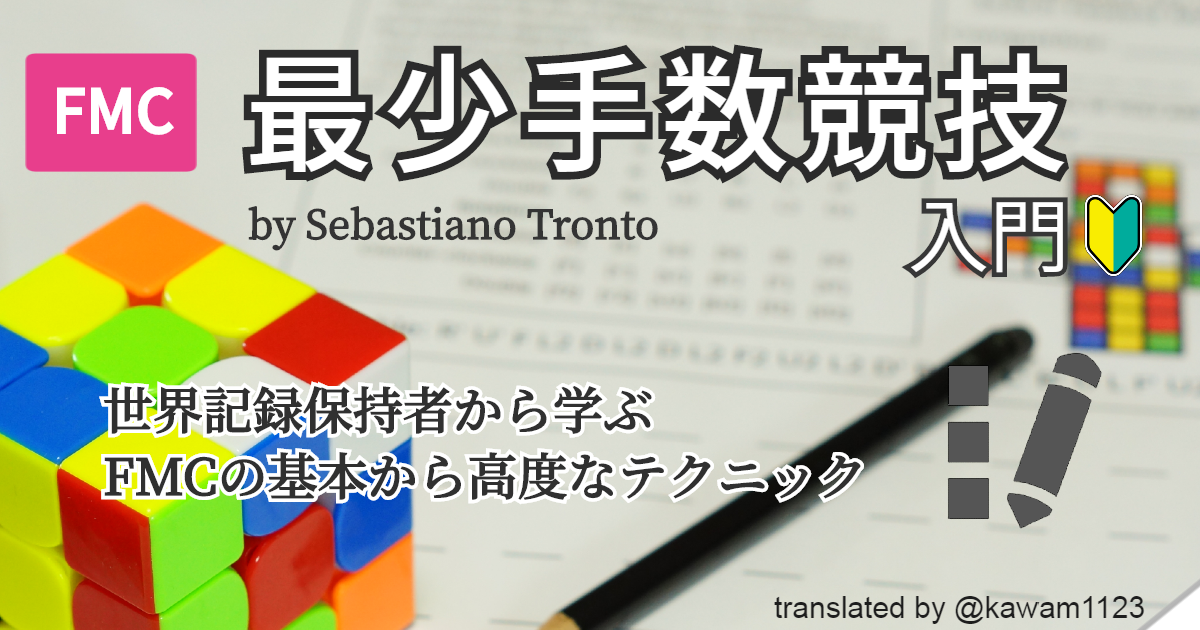 FMC
最少手数競技
by Sebastiano Tronto
入門
世界記録保持者から学ぶ
FMCの基本から高度なテクニック
translated by @kawam1123